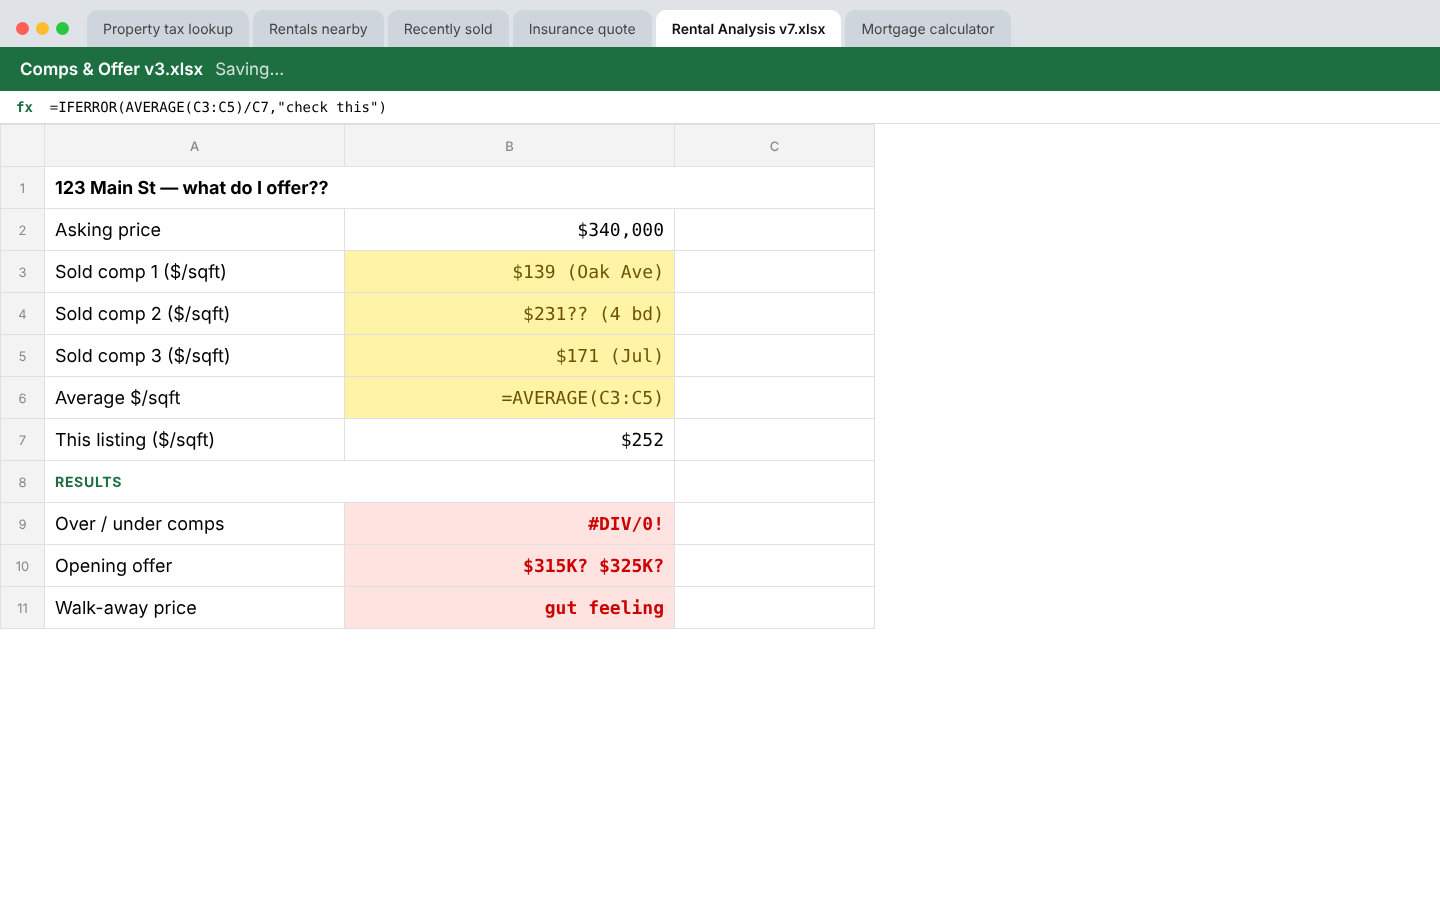 Property tax lookup Rentals nearby Recently sold Insurance quote Rental Analysis v7.xlsx Mortgage calculator
Comps & Offer v3.xlsx Saving...
fx =IFERROR(AVERAGE(C3:C5)/C7,"check this")
A B C
1 123 Main St — what do I offer??
2 Asking price $340,000
3 Sold comp 1 ($/sqft) $139 (Oak Ave)
4 Sold comp 2 ($/sqft) $231?? (4 bd)
5 Sold comp 3 ($/sqft) $171 (Jul)
6 Average $/sqft =AVERAGE(C3:C5)
7 This listing ($/sqft) $252
8 RESULTS
9 Over / under comps #DIV/0!
10 Opening offer $315K? $325K?
11 Walk-away price gut feeling